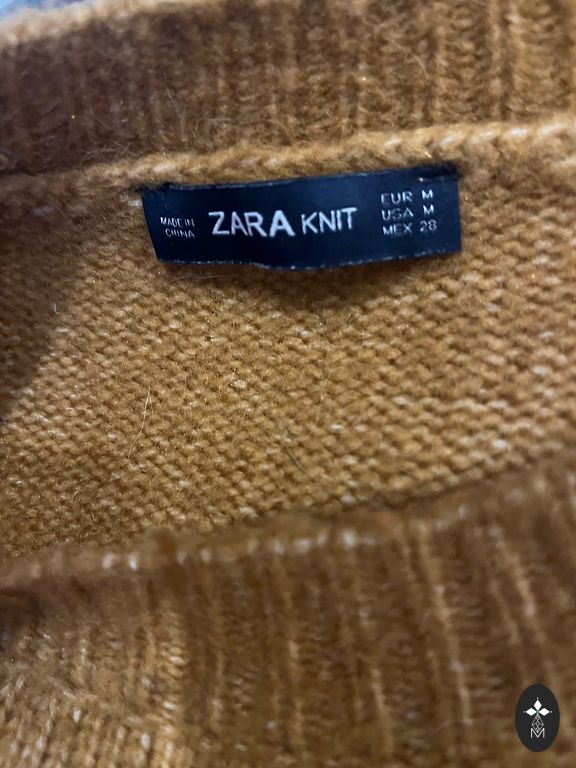 MADE IN
CHINA
ZARA KNIT
EUR M
USA M
MEX 28
M